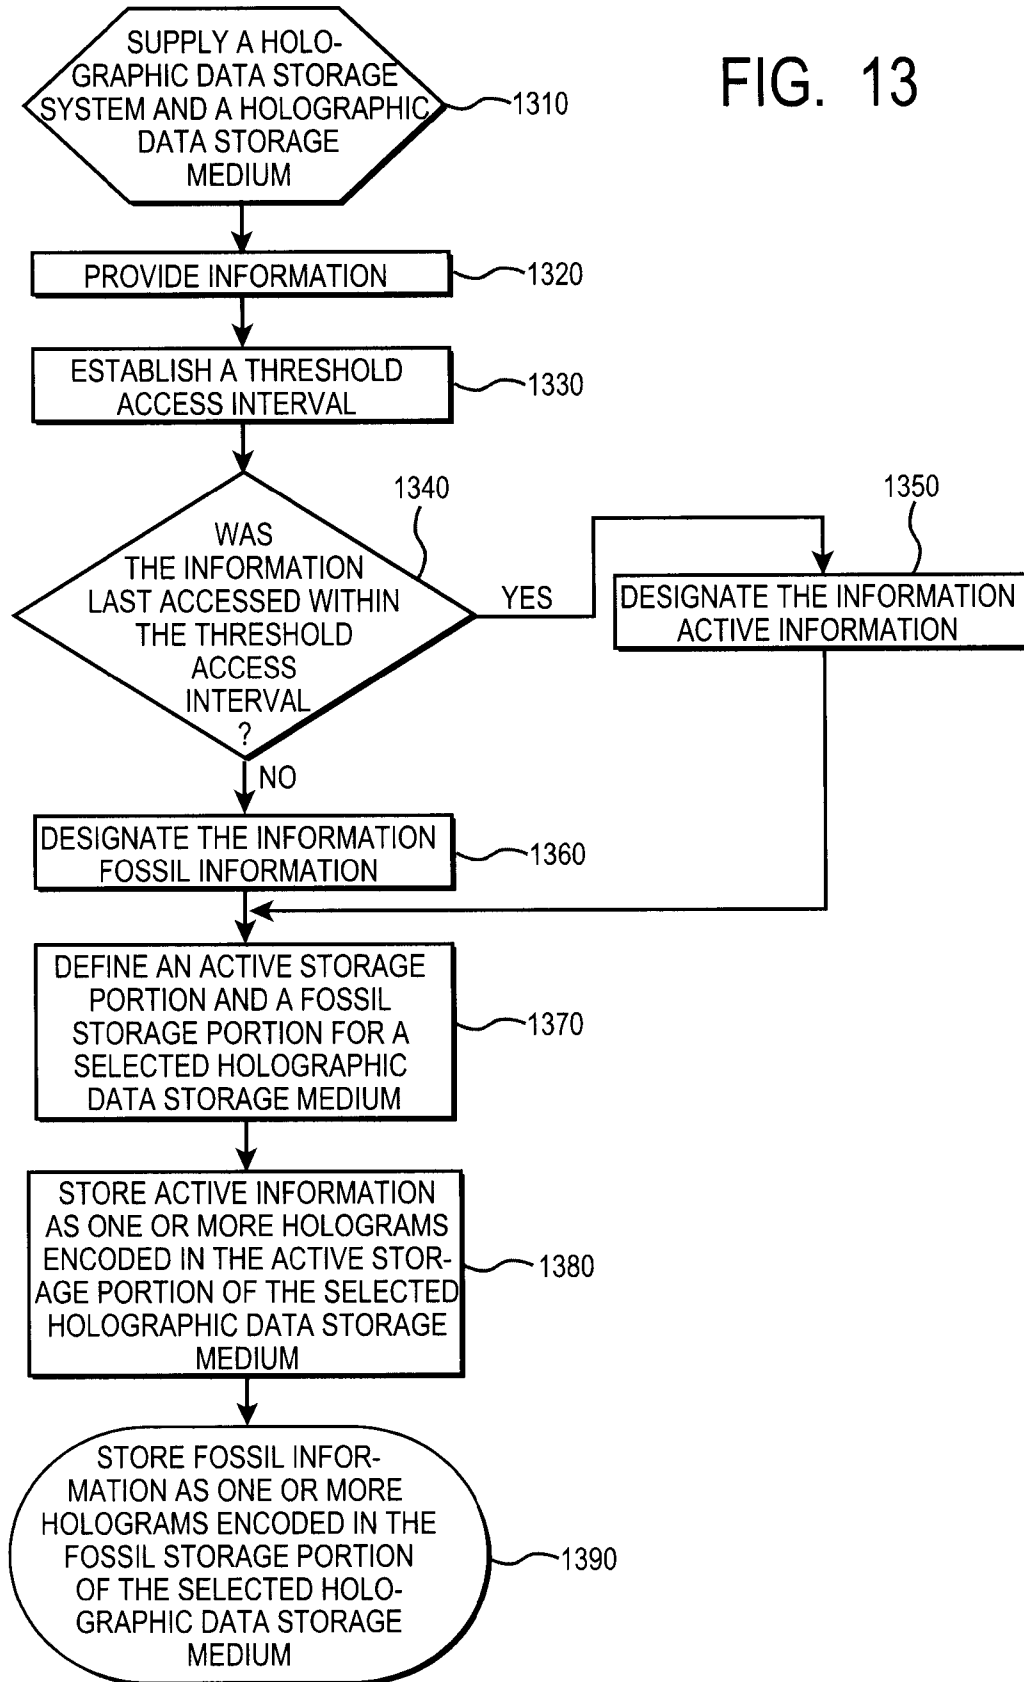 FIG. 13
SUPPLY A HOLO-
GRAPHIC DATA STORAGE
SYSTEM AND A HOLOGRAPHIC
DATA STORAGE
MEDIUM
1310
PROVIDE INFORMATION
1320
ESTABLISH A THRESHOLD
ACCESS INTERVAL
1330
1340
WAS
THE INFORMATION
LAST ACCESSED WITHIN
THE THRESHOLD
ACCESS
INTERVAL
?
YES
1350
DESIGNATE THE INFORMATION
ACTIVE INFORMATION
NO
DESIGNATE THE INFORMATION
FOSSIL INFORMATION
1360
DEFINE AN ACTIVE STORAGE
PORTION AND A FOSSIL
STORAGE PORTION FOR A
SELECTED HOLOGRAPHIC
DATA STORAGE MEDIUM
1370
STORE ACTIVE INFORMATION
AS ONE OR MORE HOLOGRAMS
ENCODED IN THE ACTIVE STOR-
AGE PORTION OF THE SELECTED
HOLOGRAPHIC DATA STORAGE
MEDIUM
1380
STORE FOSSIL INFOR-
MATION AS ONE OR MORE
HOLOGRAMS ENCODED IN THE
FOSSIL STORAGE PORTION
OF THE SELECTED HOLO-
GRAPHIC DATA STORAGE
MEDIUM
1390